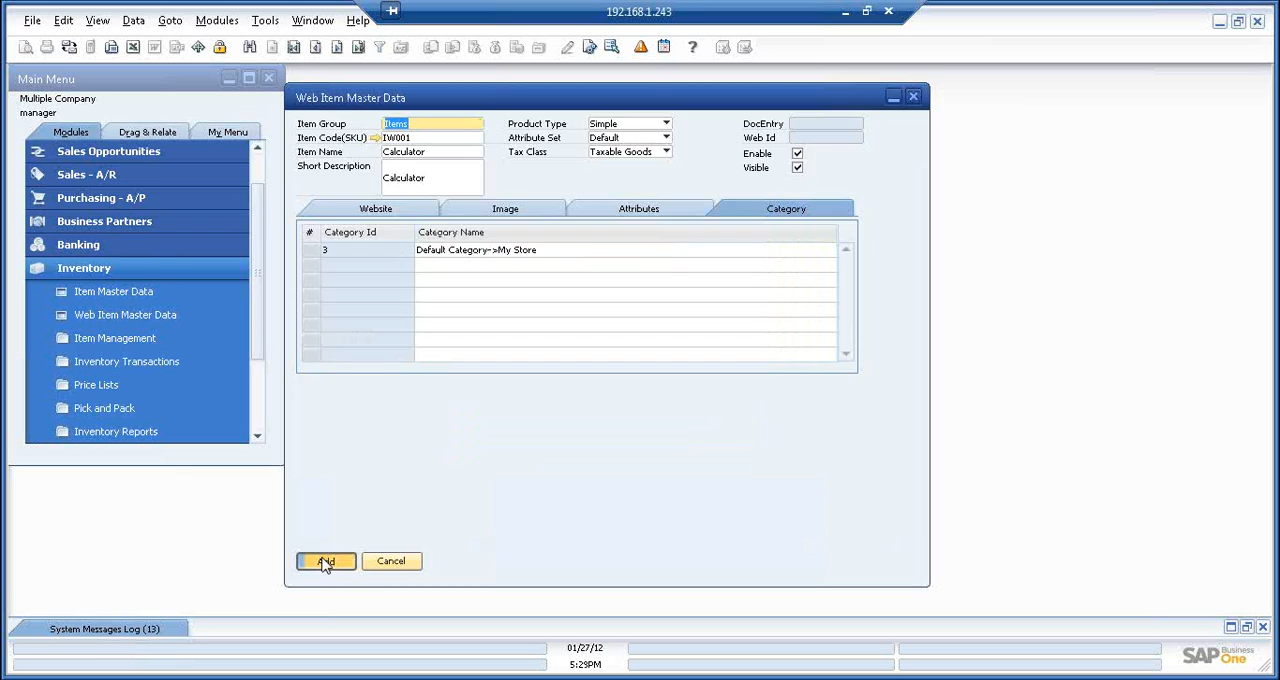 192.168.1.243
File Edit View Data Goto Modules Tools Window Help
Main Menu
Multiple Company
manager
Modules Drag & Relate My Menu
Sales Opportunities
Sales - A/R
Purchasing - A/P
Business Partners
Banking
Inventory
Item Master Data
Web Item Master Data
Item Management
Inventory Transactions
Price Lists
Pick and Pack
Inventory Reports
Web Item Master Data
Item Group Items Product Type Simple DocEntry
Item Code(SKU) IW001 Attribute Set Default Web Id
Item Name Calculator Tax Class Taxable Goods Enable
Short Description Visible
Calculator
Website Image Attributes Category
# Category Id Category Name
3 Default Category->My Store
Add Cancel
System Messages Log (13)
01/27/12
5:29PM
SAP Business One